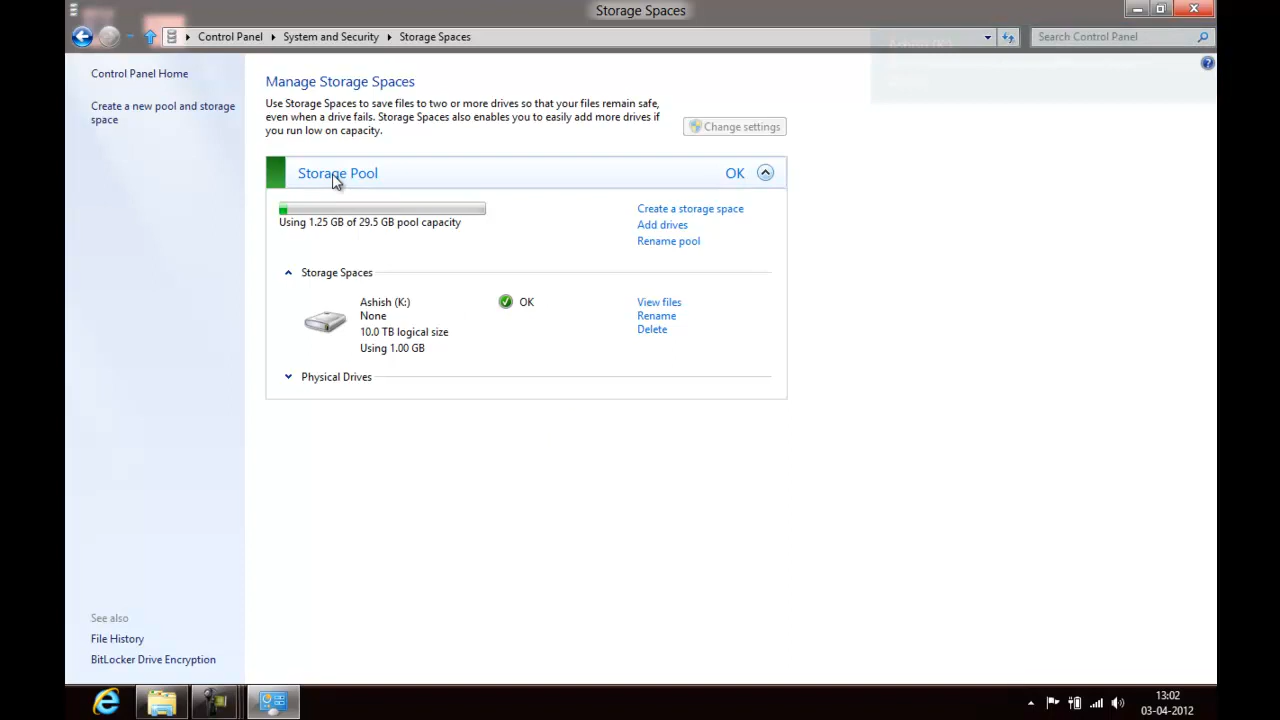 Storage Spaces
Control Panel
System and Security
Storage Spaces
Search Control Panel
Control Panel Home
Create a new pool and storage
space
Manage Storage Spaces
Use Storage Spaces to save files to two or more drives so that your files remain safe,
even when a drive fails. Storage Spaces also enables you to easily add more drives if
you run low on capacity.
Change settings
Storage Pool
OK
Using 1.25 GB of 29.5 GB pool capacity
Create a storage space
Add drives
Rename pool
Storage Spaces
Ashish (K:)
None
10.0 TB logical size
Using 1.00 GB
OK
View files
Rename
Delete
Physical Drives
See also
File History
BitLocker Drive Encryption
13:02
03-04-2012